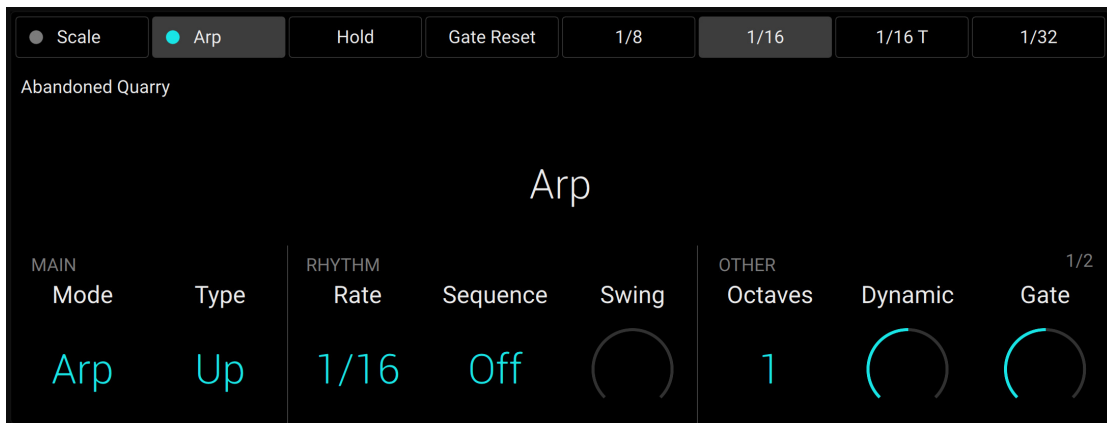 Scale Arp Hold Gate Reset 1/8 1/16 1/16 T 1/32
Abandoned Quarry
Arp
MAIN RHYTHM OTHER 1/2
Mode Type Rate Sequence Swing Octaves Dynamic Gate
Arp Up 1/16 Off 1